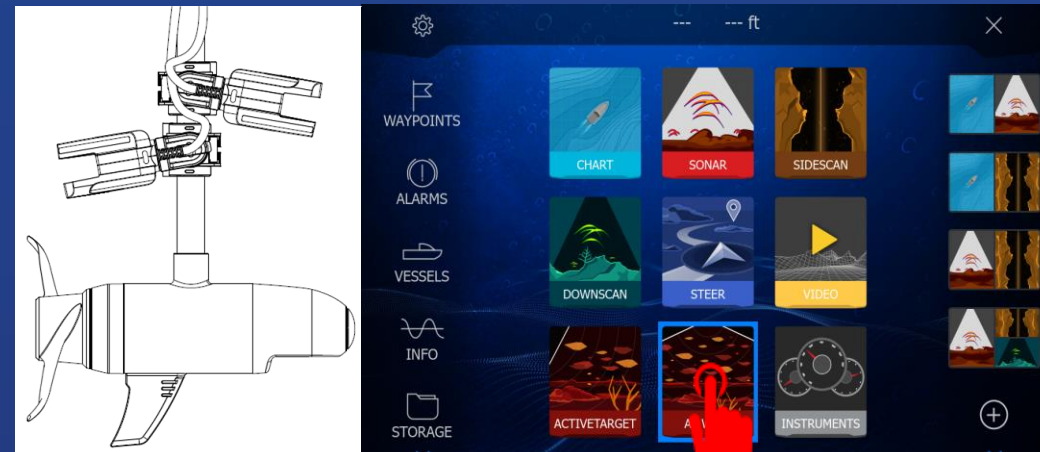 --- --- ft
WAYPOINTS
ALARMS
VESSELS
INFO
STORAGE
CHART
SONAR
SIDESCAN
DOWNSCAN
STEER
VIDEO
ACTIVETARGET
INSTRUMENTS